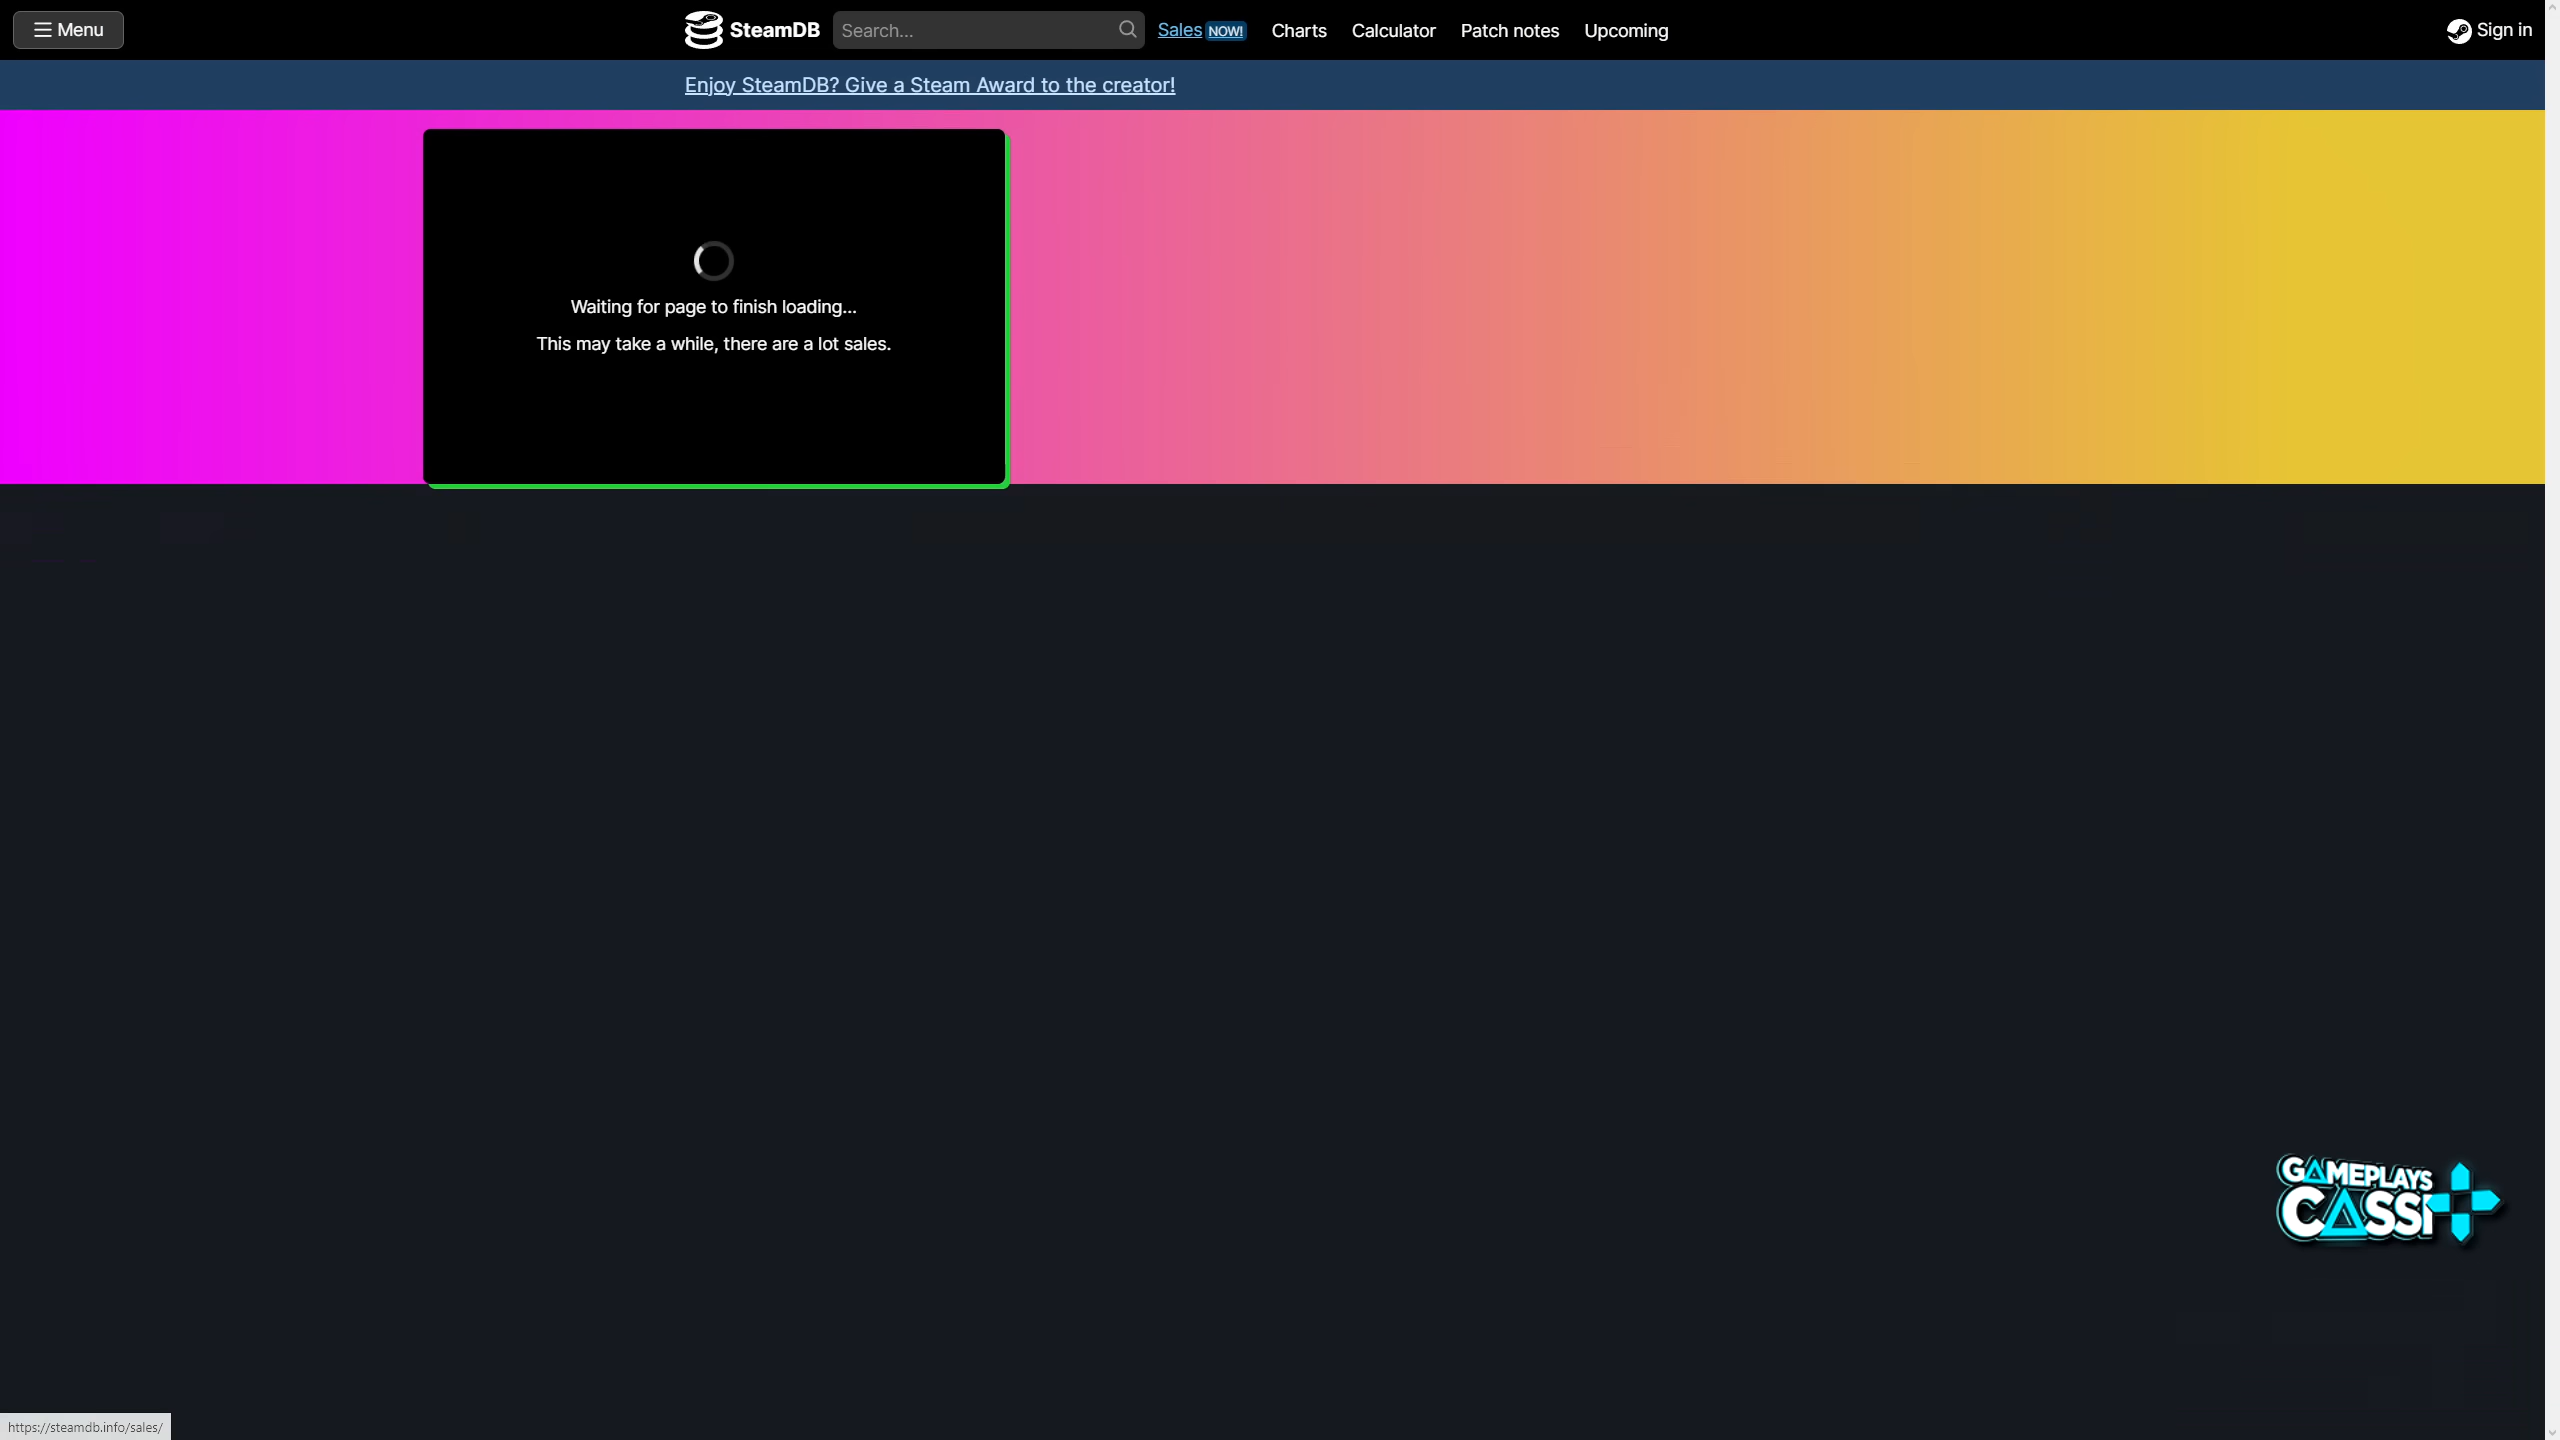 Menu
SteamDB
Search...
Sales NOW!
Charts
Calculator
Patch notes
Upcoming
Sign in
Enjoy SteamDB? Give a Steam Award to the creator!
Waiting for page to finish loading...
This may take a while, there are a lot sales.
GAMEPLAYS
CASSI
https://steamdb.info/sales/